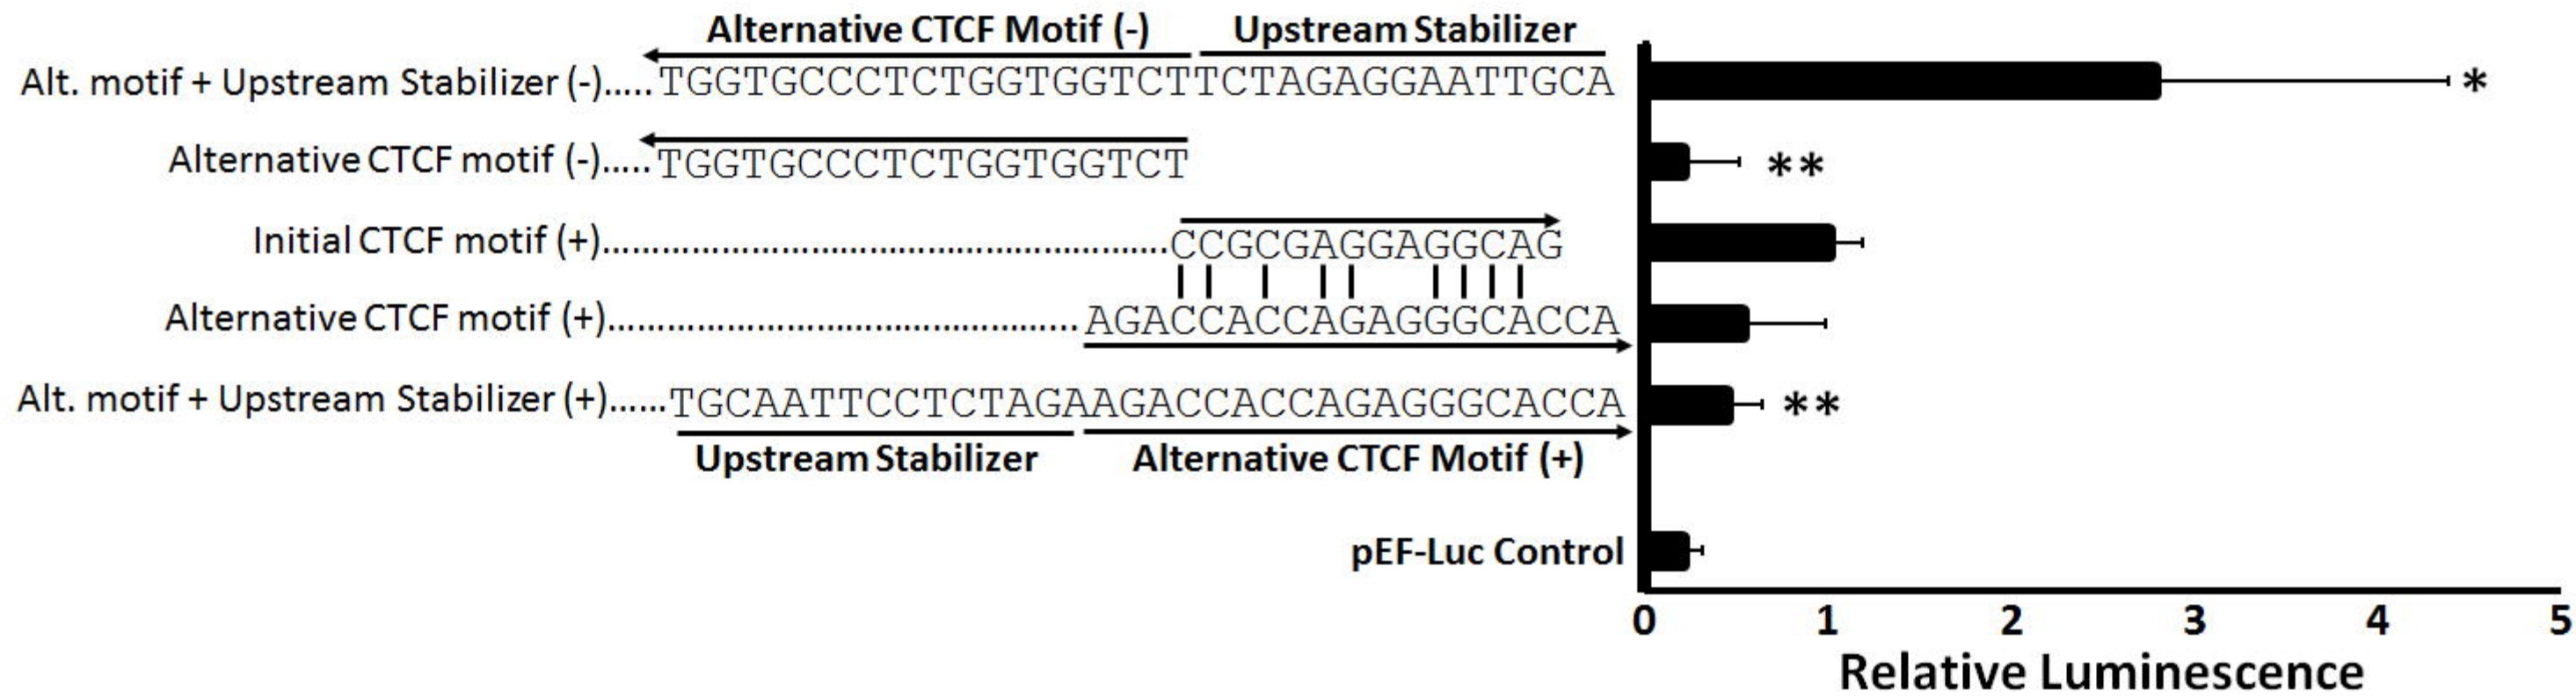 Alternative CTCF Motif (-) Upstream Stabilizer
Alt. motif + Upstream Stabilizer (-)..... TGGTGCCCTCTGGTGGTCTTCTAGAGGAATTGCA *
Alternative CTCF motif (-)..... TGGTGCCCTCTGGTGGTCT **
Initial CTCF motif (+)................................................................ CCGCGAGGAGGCAG
Alternative CTCF motif (+)..................................................... AGACCACCAGAGGGCACCA
Alt. motif + Upstream Stabilizer (+)...... TGCAATTCCTCTAGAAGACCACCAGAGGGCACCA **
Upstream Stabilizer Alternative CTCF Motif (+)
pEF-Luc Control
0 1 2 3 4 5
Relative Luminescence